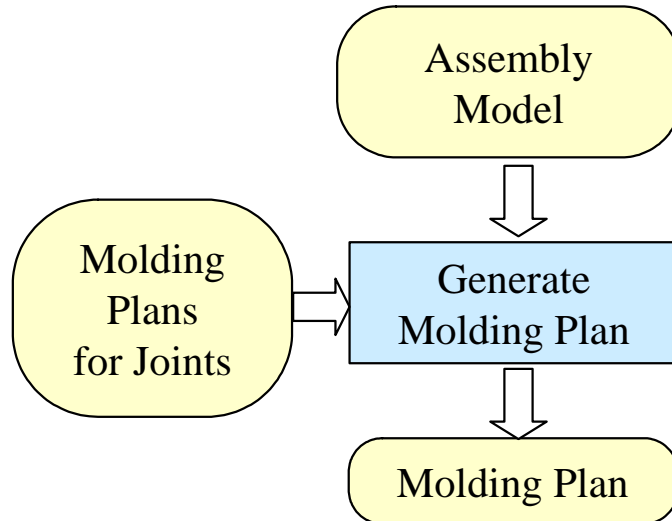 Assembly
Model
Molding
Plans
for Joints
Generate
Molding Plan
Molding Plan